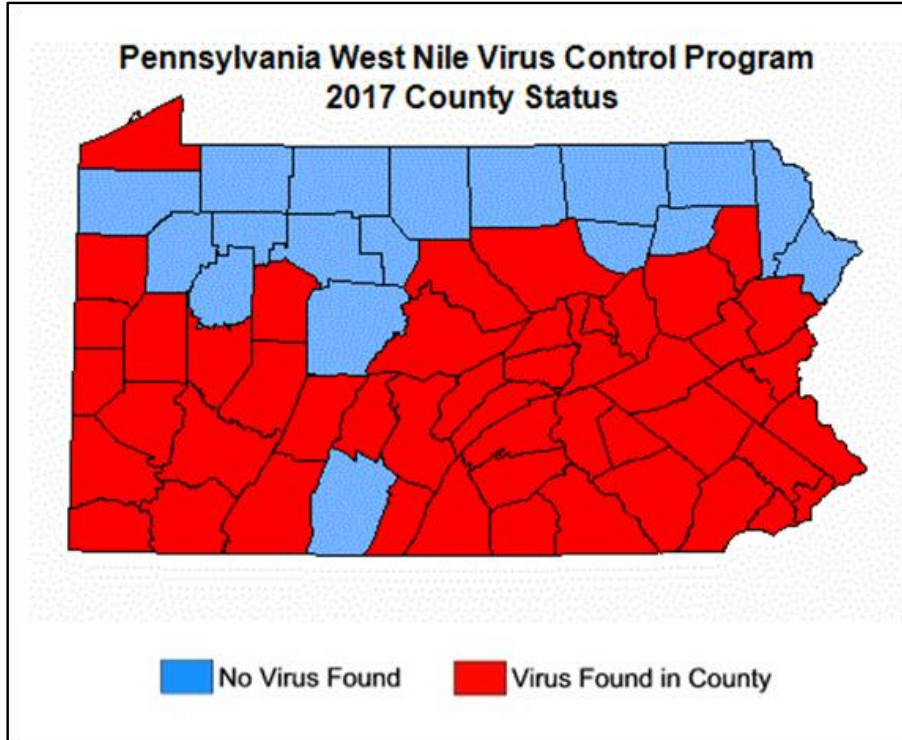 Pennsylvania West Nile Virus Control Program
2017 County Status
No Virus Found
Virus Found in County